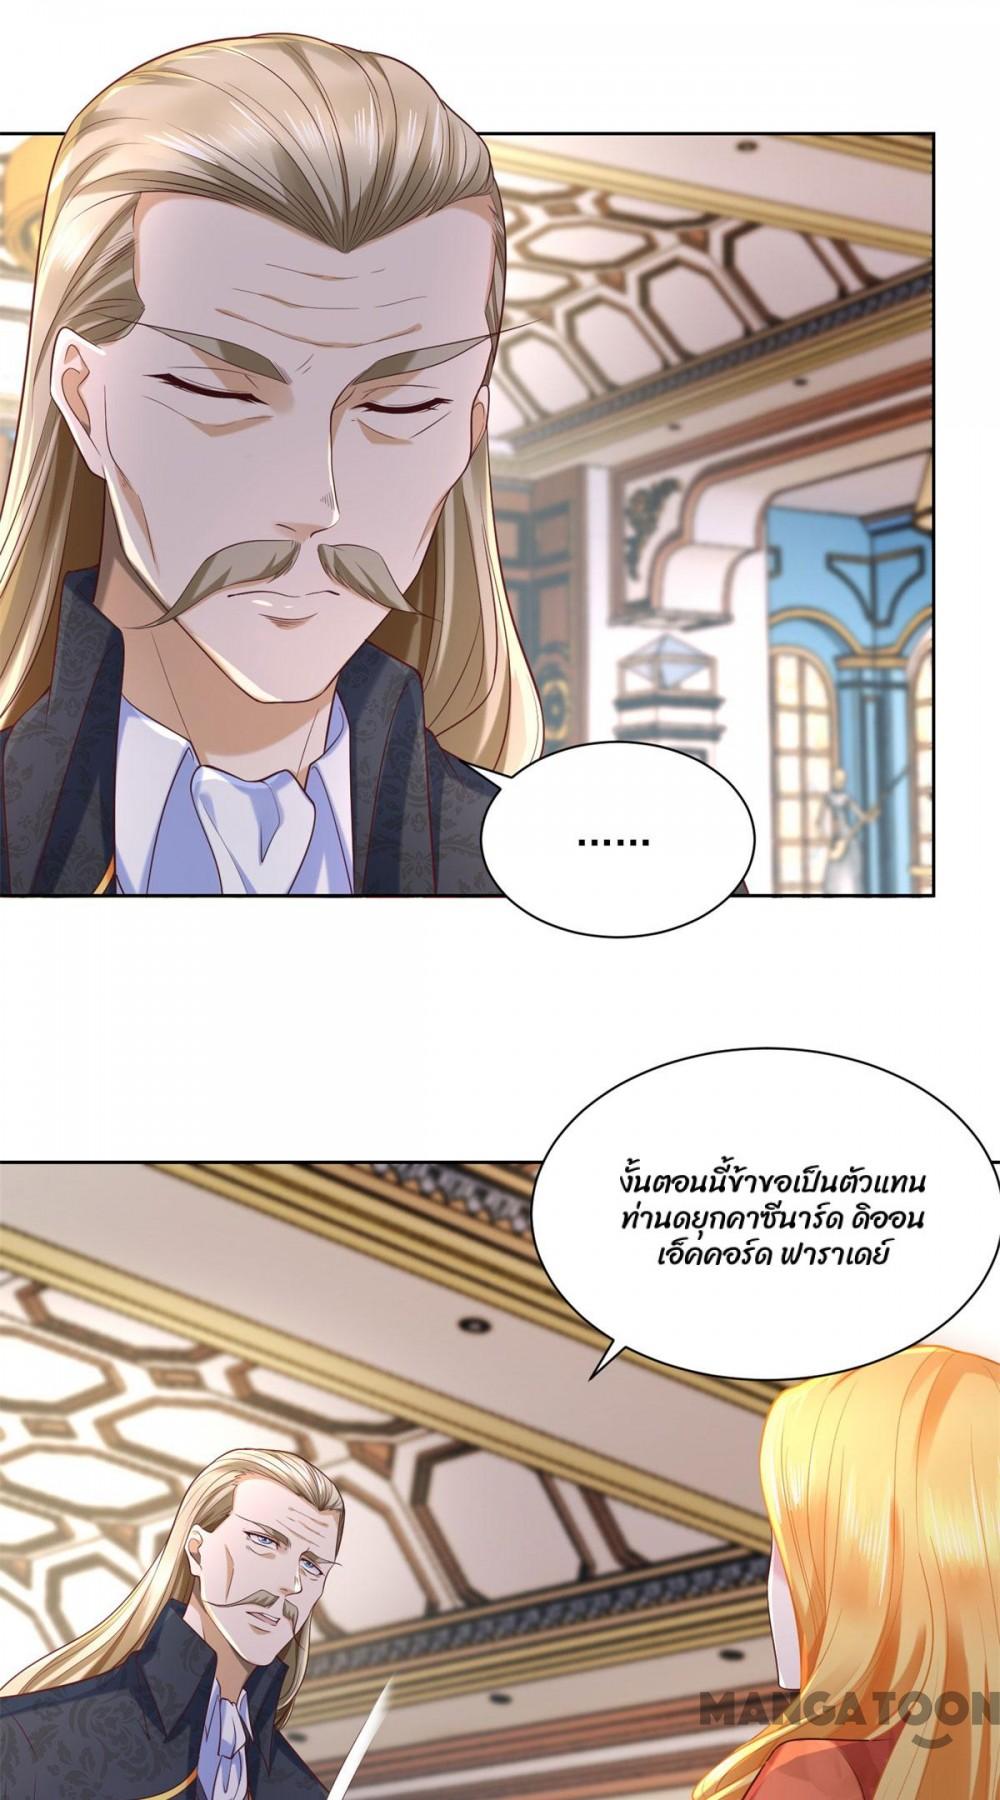 ......
งั้นตอนนี้ข้าขอเป็นตัวแทน
ท่านดยุกคาซีนาร์ด ดิออน
เอ็คคอร์ด ฟาราเดย์
MANGATOON